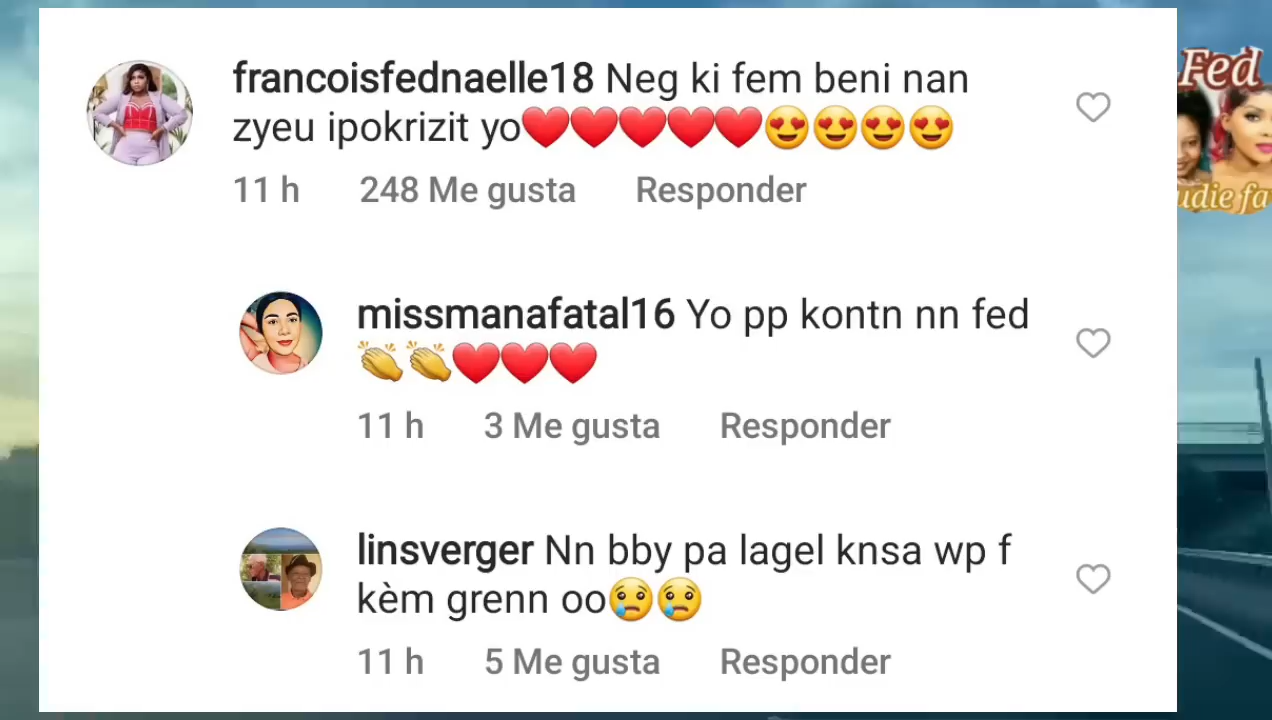 francoisfednaelle18 Neg ki fem beni nan
zyeu ipokrizit yo❤️❤️❤️❤️❤️😍😍😍😍
11 h 248 Me gusta Responder
missmanafatal16 Yo pp kontn nn fed
👏👏❤️❤️❤️
11 h 3 Me gusta Responder
linsverger Nn bby pa lagel knsa wp f
kèm grenn oo😢😢
11 h 5 Me gusta Responder
Fed
udie fa